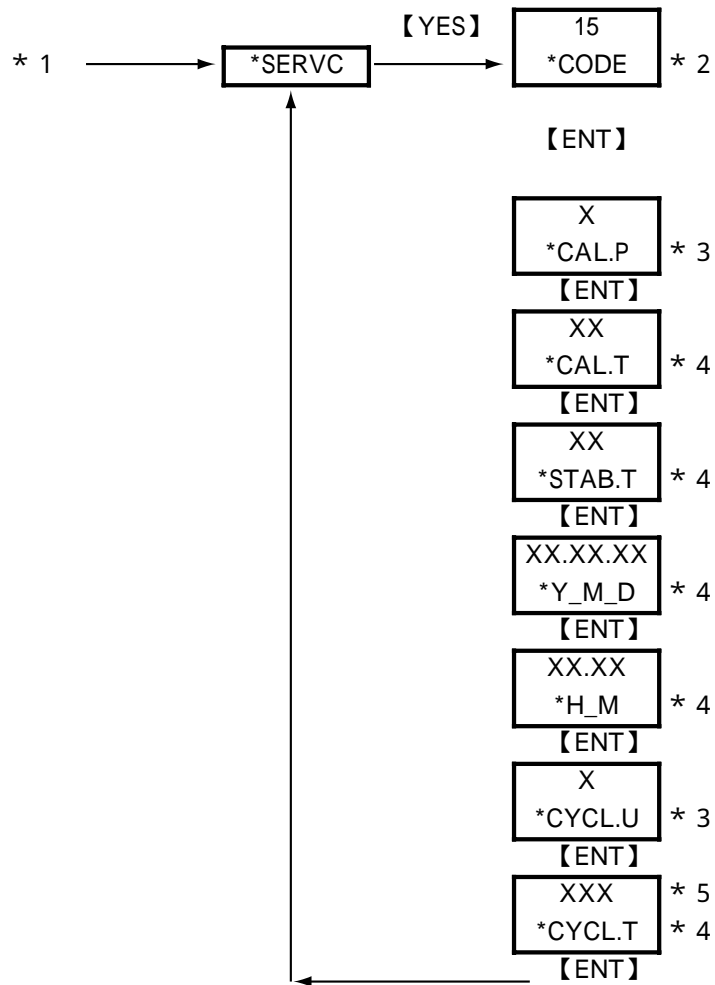 【YES】
15
* 1
*SERVC
*CODE
* 2
【ENT】
X
*CAL.P
* 3
【ENT】
XX
*CAL.T
* 4
【ENT】
XX
*STAB.T
* 4
【ENT】
XX.XX.XX
*Y_M_D
* 4
【ENT】
XX.XX
*H_M
* 4
【ENT】
X
*CYCL.U
* 3
【ENT】
XXX
* 5
*CYCL.T
* 4
【ENT】